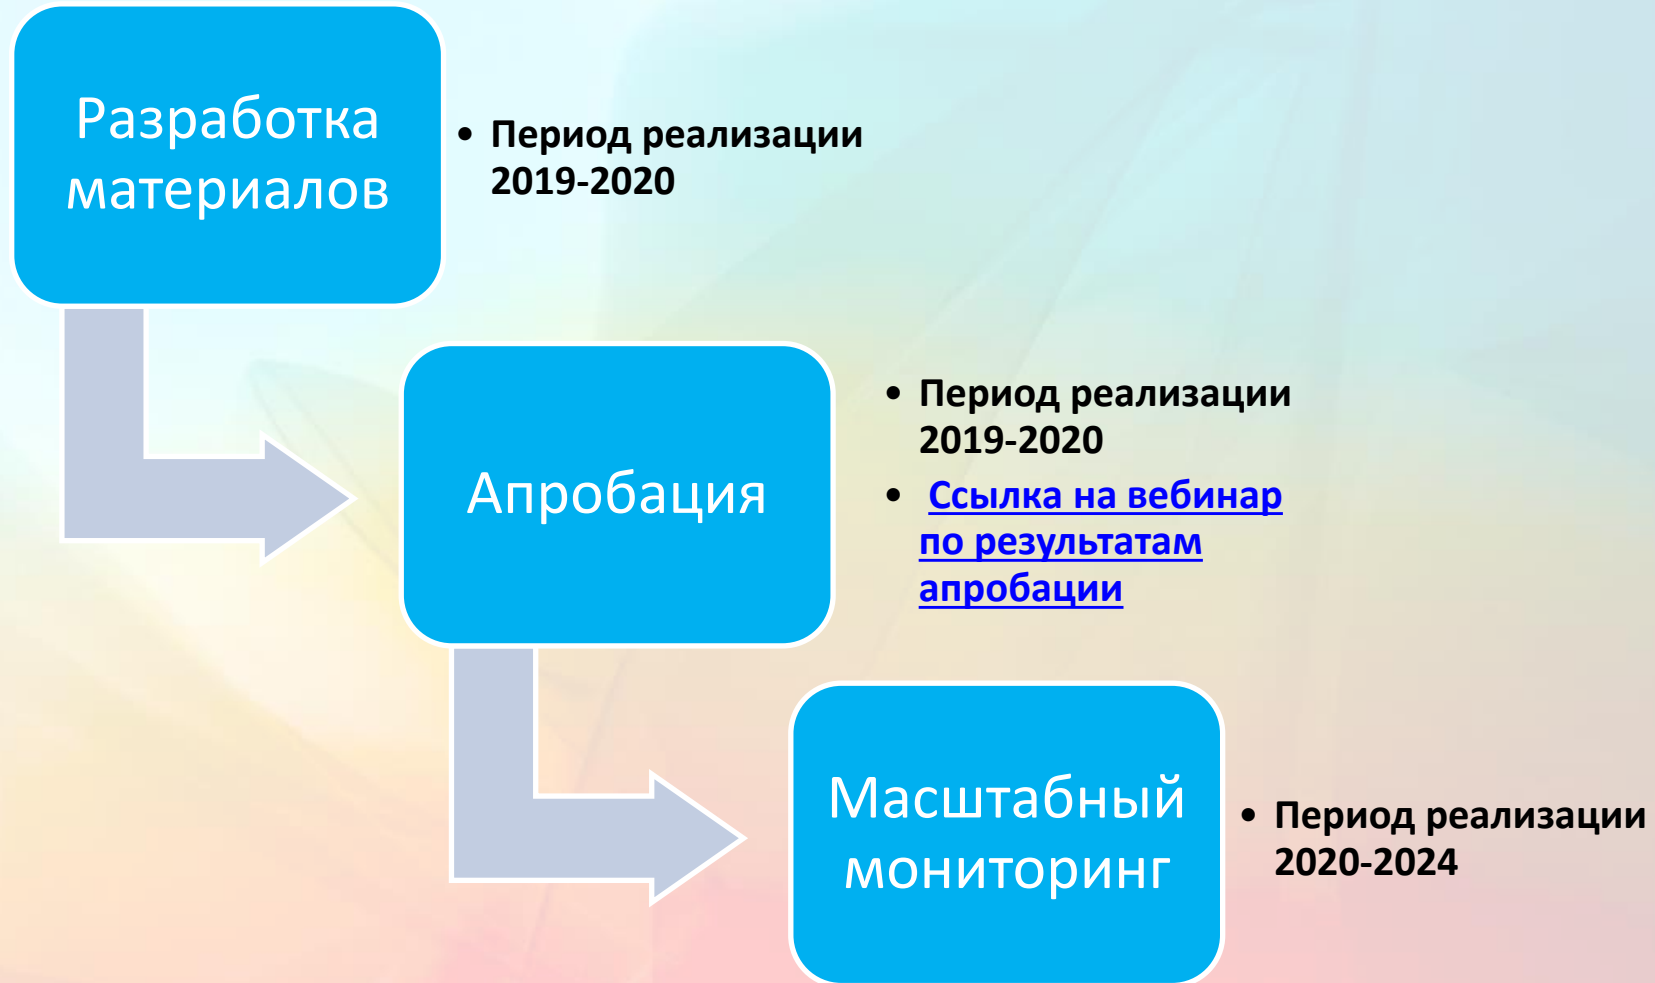 Разработка
материалов
• Период реализации
2019-2020
Апробация
• Период реализации
2019-2020
• Ссылка на вебинар
по результатам
апробации
Масштабный
мониторинг
• Период реализации
2020-2024